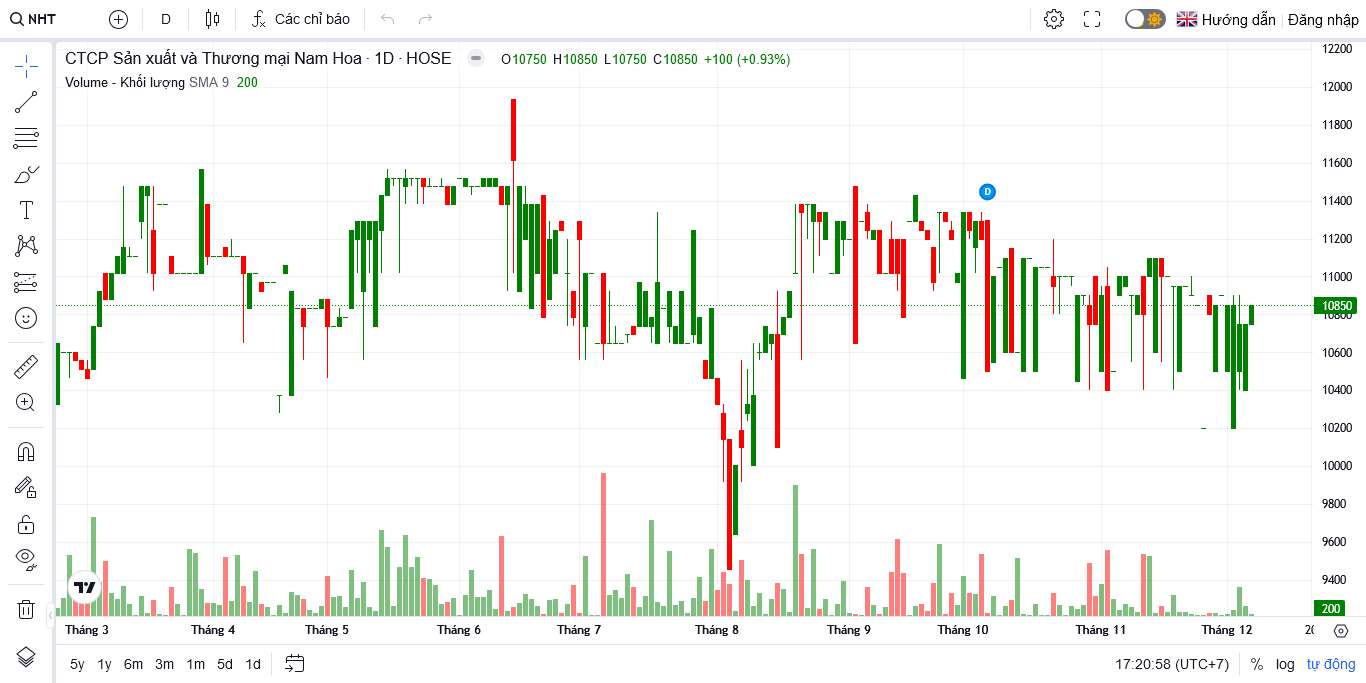 NHT D Các chỉ báo Hướng dẫn Đăng nhập
CTCP Sản xuất và Thương mại Nam Hoa · 1D · HOSE O10750 H10850 L10750 C10850 +100 (+0.93%)
Volume - Khối lượng SMA 9 200
D
12200
12000
11800
11600
11400
11200
11000
10850
10800
10600
10400
10200
10000
9800
9600
9400
200
Tháng 3 Tháng 4 Tháng 5 Tháng 6 Tháng 7 Tháng 8 Tháng 9 Tháng 10 Tháng 11 Tháng 12
5y 1y 6m 3m 1m 5d 1d 17:20:58 (UTC+7) % log tự động